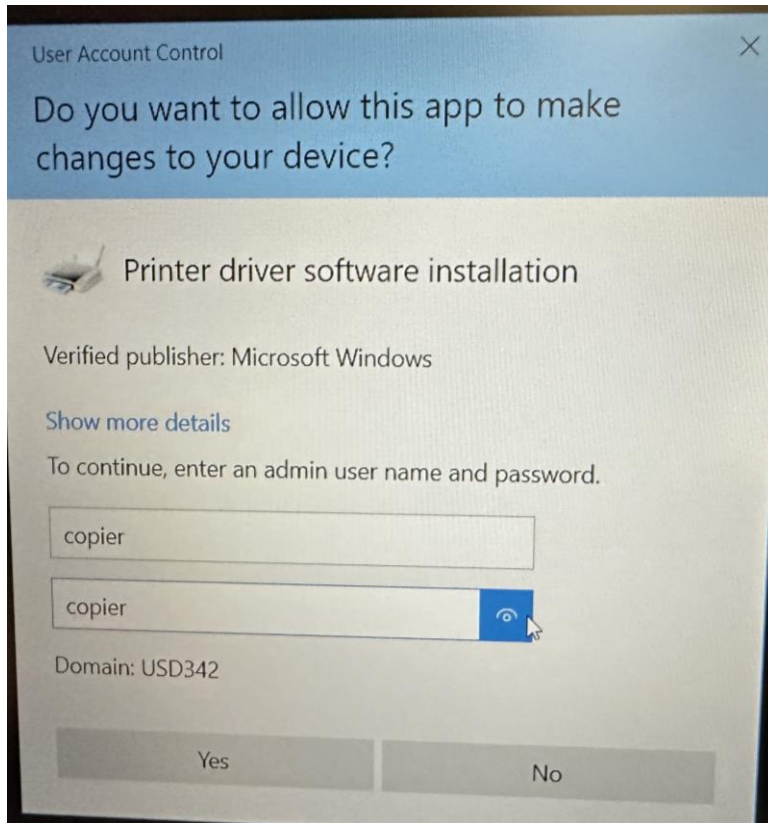 User Account Control
Do you want to allow this app to make
changes to your device?
Printer driver software installation
Verified publisher: Microsoft Windows
Show more details
To continue, enter an admin user name and password.
copier
copier
Domain: USD342
Yes
No